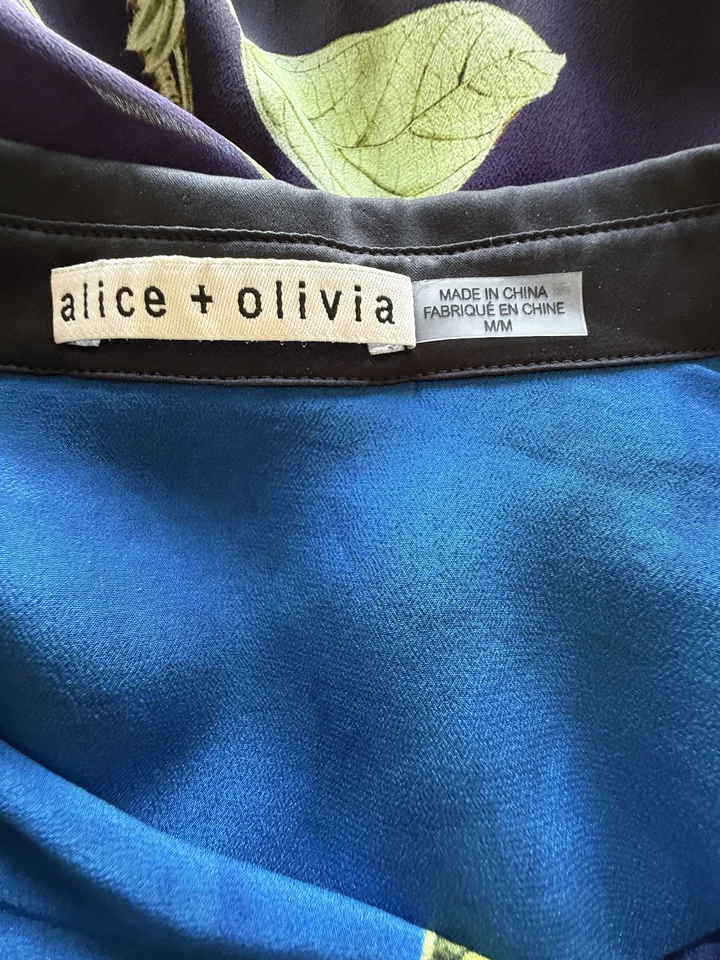 alice + olivia
MADE IN CHINA
FABRIQUÉ EN CHINE
M/M